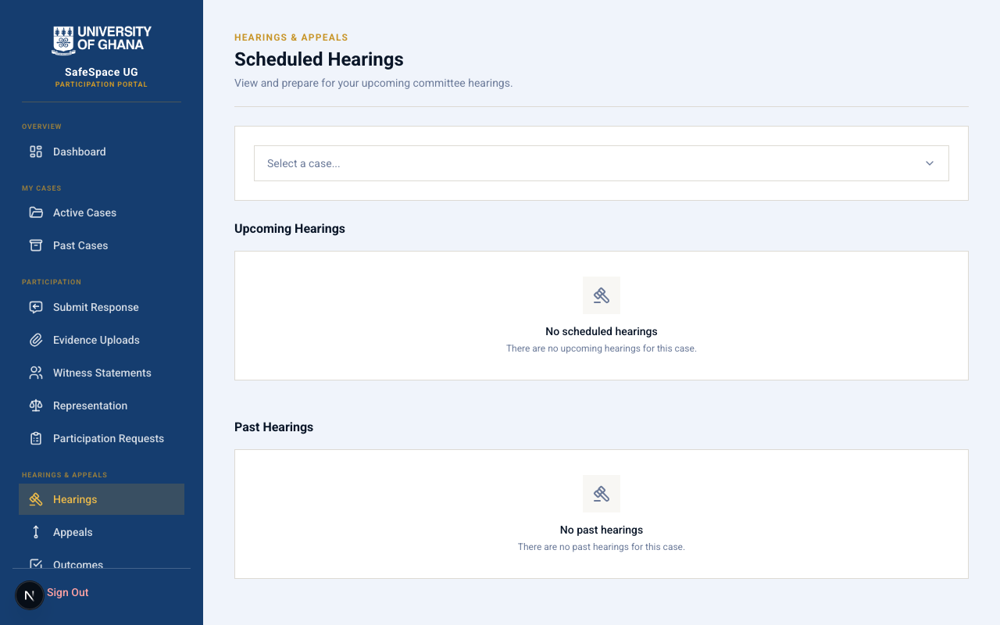 UNIVERSITY
OF GHANA
SafeSpace UG
PARTICIPATION PORTAL
OVERVIEW
Dashboard
MY CASES
Active Cases
Past Cases
PARTICIPATION
Submit Response
Evidence Uploads
Witness Statements
Representation
Participation Requests
HEARINGS & APPEALS
Hearings
Appeals
Outcomes
N
Sign Out
HEARINGS & APPEALS
Scheduled Hearings
View and prepare for your upcoming committee hearings.
Select a case...
Upcoming Hearings
No scheduled hearings
There are no upcoming hearings for this case.
Past Hearings
No past hearings
There are no past hearings for this case.